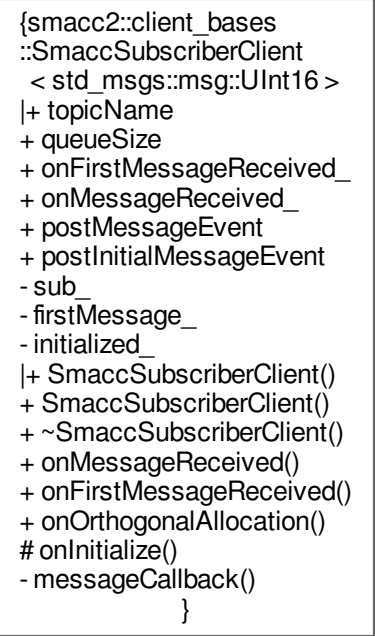 {smacc2::client_bases
::SmaccSubscriberClient
< std_msgs::msg::UInt16 >
|+ topicName
+ queueSize
+ onFirstMessageReceived_
+ onMessageReceived_
+ postMessageEvent
+ postInitialMessageEvent
- sub_
- firstMessage_
- initialized_
|+ SmaccSubscriberClient()
+ SmaccSubscriberClient()
+ ~SmaccSubscriberClient()
+ onMessageReceived()
+ onFirstMessageReceived()
+ onOrthogonalAllocation()
# onInitialize()
- messageCallback()
}